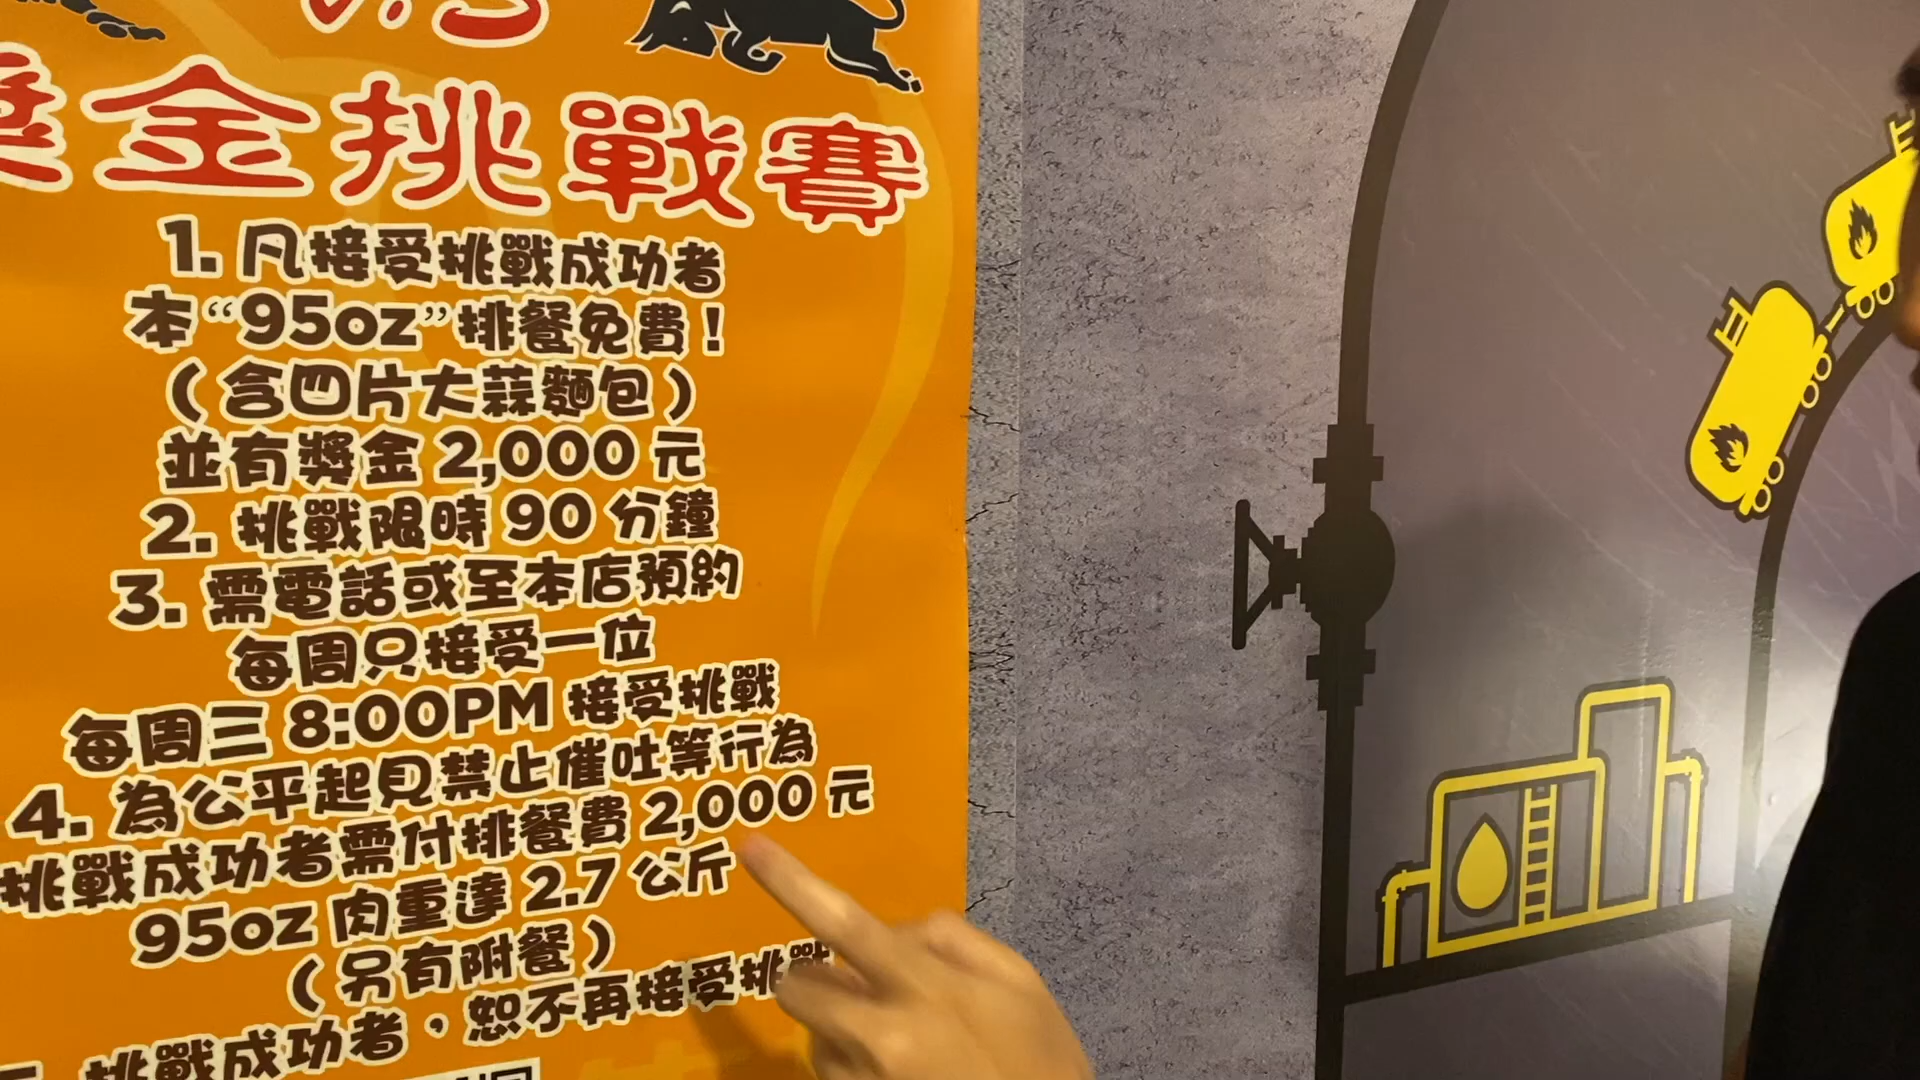 V.S
獎金挑戰賽
1. 凡接受挑戰成功者
本“95oz”排餐免費！
（含四片大蒜麵包）
並有獎金 2,000 元
2. 挑戰限時 90 分鐘
3. 需電話或至本店預約
每周只接受一位
每周三 8:00PM 接受挑戰
4. 為公平起見禁止催吐等行為
挑戰成功者需付排餐費 2,000 元
95oz 肉重達 2.7 公斤
（另有附餐）
挑戰成功者，恕不再接受挑戰